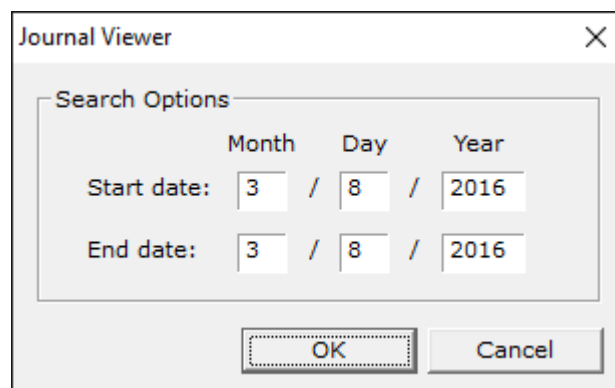 Journal Viewer
Search Options
Month Day Year
Start date: 3 / 8 / 2016
End date: 3 / 8 / 2016
OK Cancel